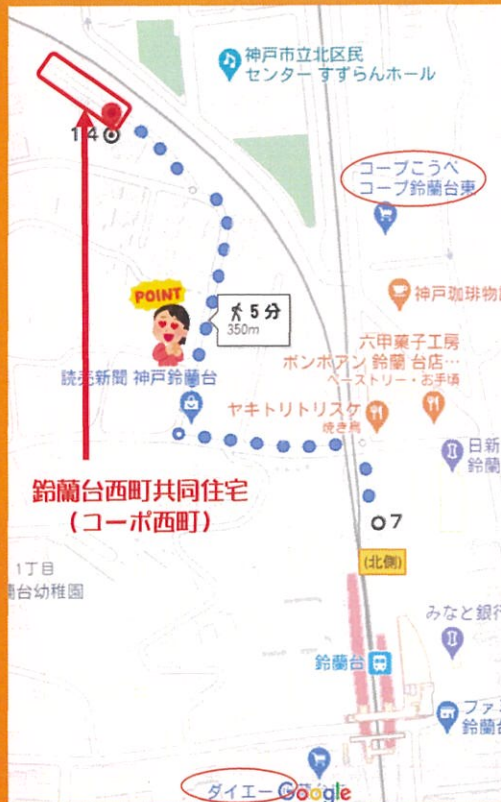 神戸市立北区民
センター すずらんホール
14
コープこうべ
コープ鈴蘭台東
POINT
5分
350m
神戸珈琲物
六甲菓子工房
ボンボアン 鈴蘭 台店…
ペーストリー・お手頃
読売新聞 神戸鈴蘭台
ヤキトリトリスケ
焼き鳥
日新
鈴蘭
鈴蘭台西町共同住宅
(コーポ西町)
7
(北側)
1丁目
蘭台幼稚園
みなと銀行
鈴蘭台
ファ
鈴蘭台
ダイエー
Google